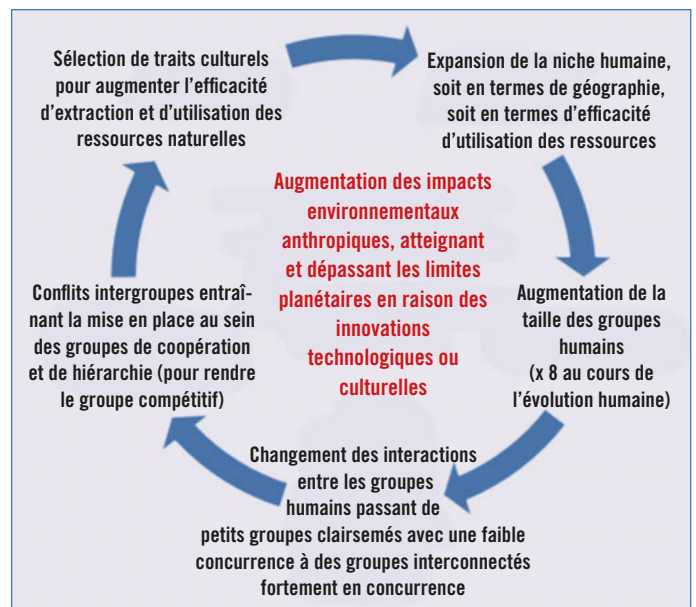 Sélection de traits culturels
pour augmenter l’efficacité
d’extraction et d’utilisation des
ressources naturelles
Expansion de la niche humaine,
soit en termes de géographie,
soit en termes d’efficacité
d’utilisation des ressources
Augmentation des impacts
environnementaux
anthropiques, atteignant
et dépassant les limites
planétaires en raison des
innovations
technologiques ou
culturelles
Augmentation de la
taille des groupes
humains
(x 8 au cours de
l’évolution humaine)
Changement des interactions
entre les groupes
humains passant de
petits groupes clairsemés avec une faible
concurrence à des groupes interconnectés
fortement en concurrence
Conflits intergroupes entraî-
nant la mise en place au sein
des groupes de coopération
et de hiérarchie (pour rendre
le groupe compétitif)